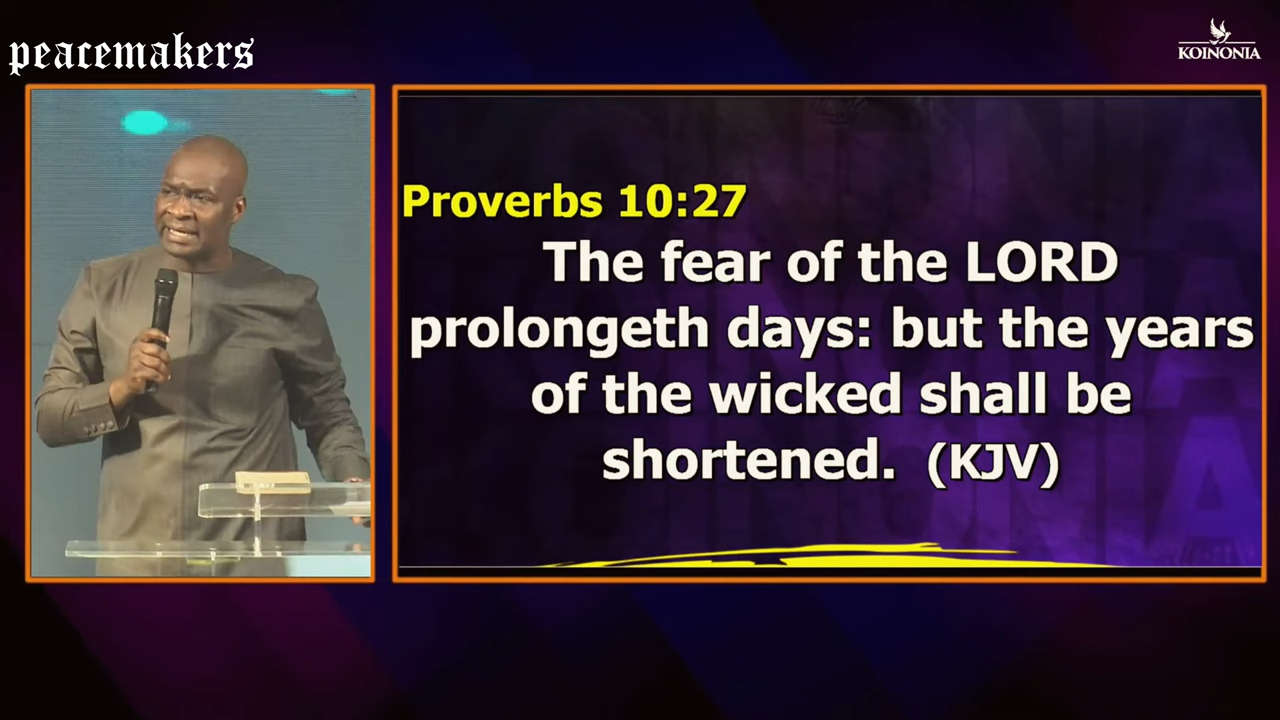 peacemakers
KOINONIA
Proverbs 10:27
The fear of the LORD
prolongeth days: but the years
of the wicked shall be
shortened. (KJV)